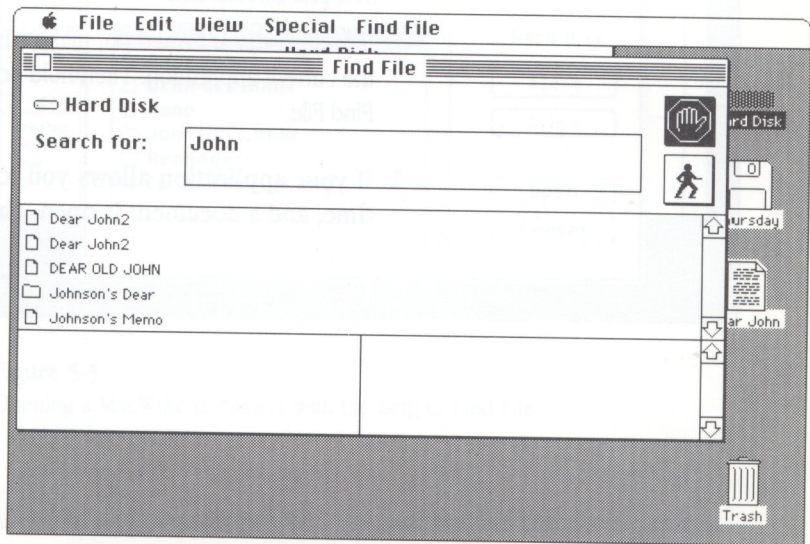 File Edit View Special Find File
Hard Disk
Find File
Hard Disk
Search for: John
Dear John2
Dear John2
DEAR OLD JOHN
Johnson's Dear
Johnson's Memo
rd Disk
ursday
ar John
Trash